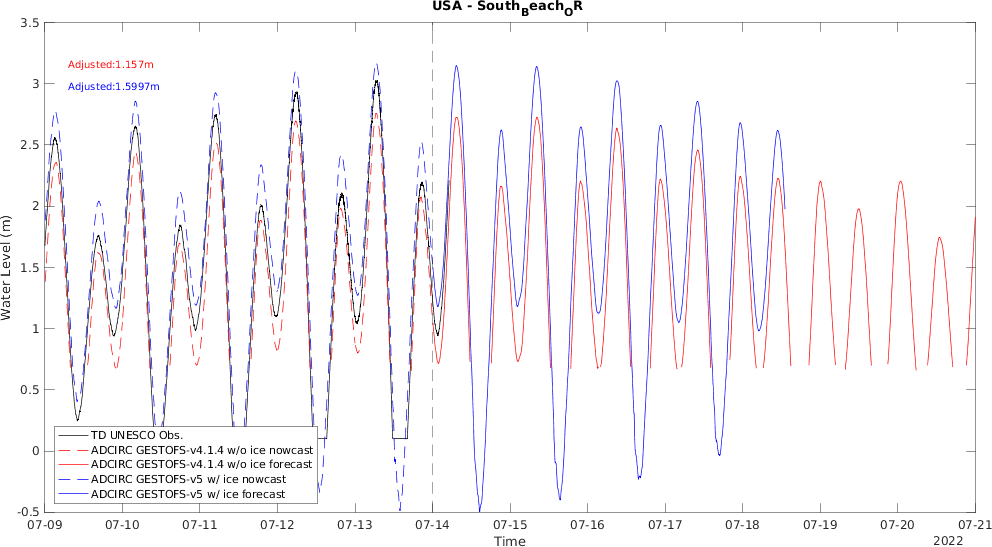 USA - SouthBeachOR
3.5
3
2.5
2
1.5
1
0.5
0
-0.5
Water Level (m)
Adjusted:1.157m
Adjusted:1.5997m
TD UNESCO Obs.
ADCIRC GESTOFS-v4.1.4 w/o ice nowcast
ADCIRC GESTOFS-v4.1.4 w/o ice forecast
ADCIRC GESTOFS-v5 w/ ice nowcast
ADCIRC GESTOFS-v5 w/ ice forecast
07-09 07-10 07-11 07-12 07-13 07-14 07-15 07-16 07-17 07-18 07-19 07-20 07-21
Time
2022